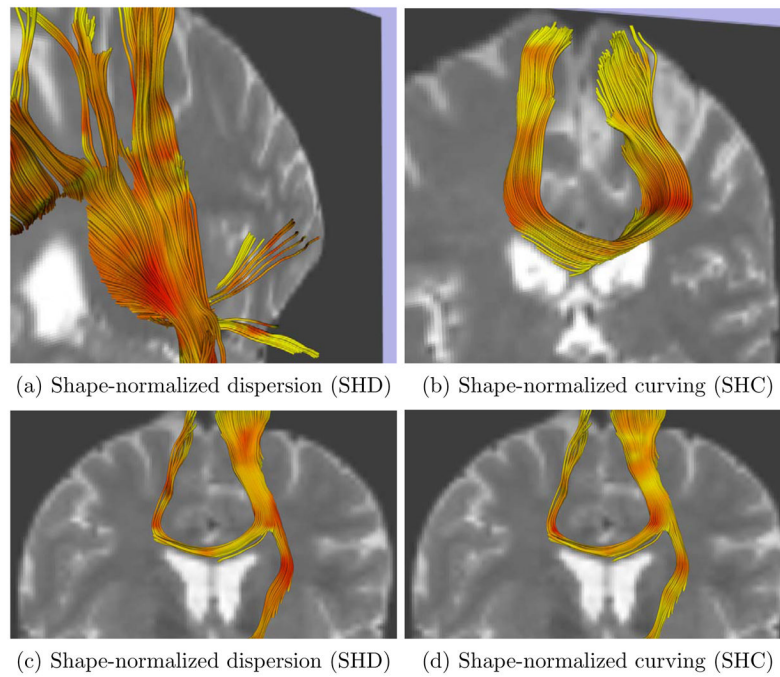 (a) Shape-normalized dispersion (SHD)
(b) Shape-normalized curving (SHC)
(c) Shape-normalized dispersion (SHD)
(d) Shape-normalized curving (SHC)